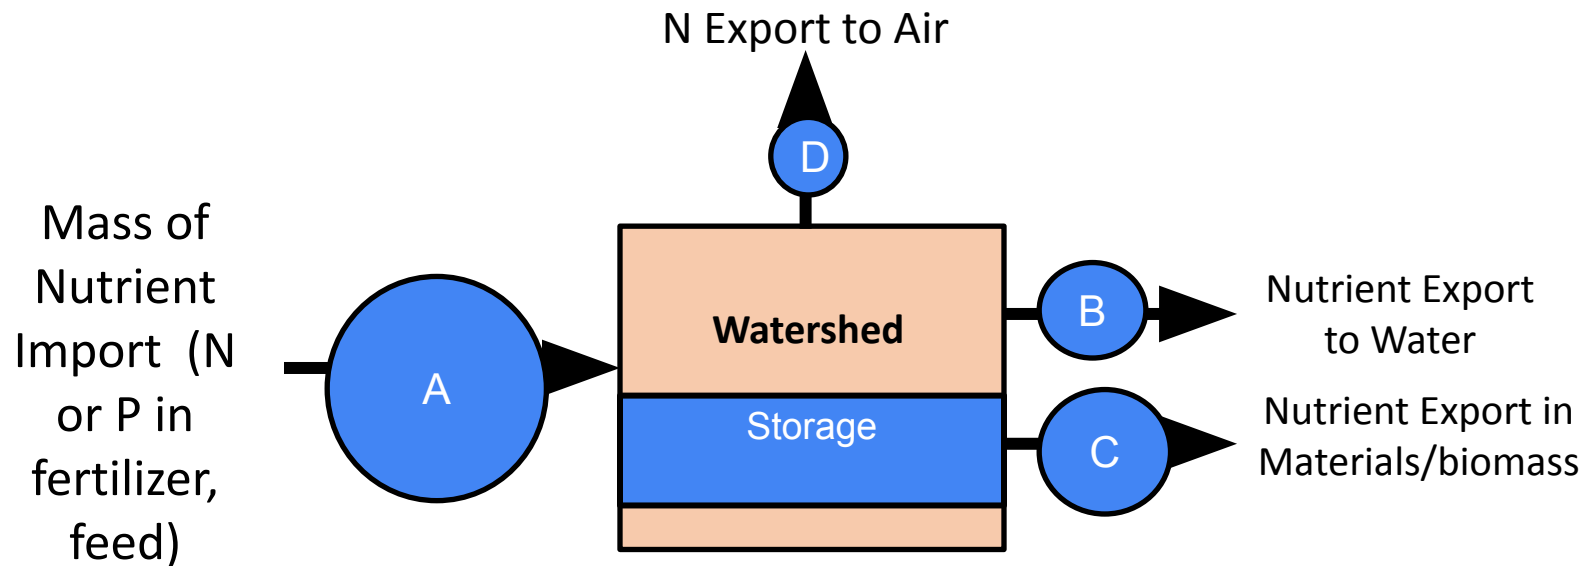 N Export to Air
D
Mass of
Nutrient
Import (N
or P in
fertilizer,
feed)
A
Watershed
Storage
B
Nutrient Export
to Water
C
Nutrient Export in
Materials/biomass